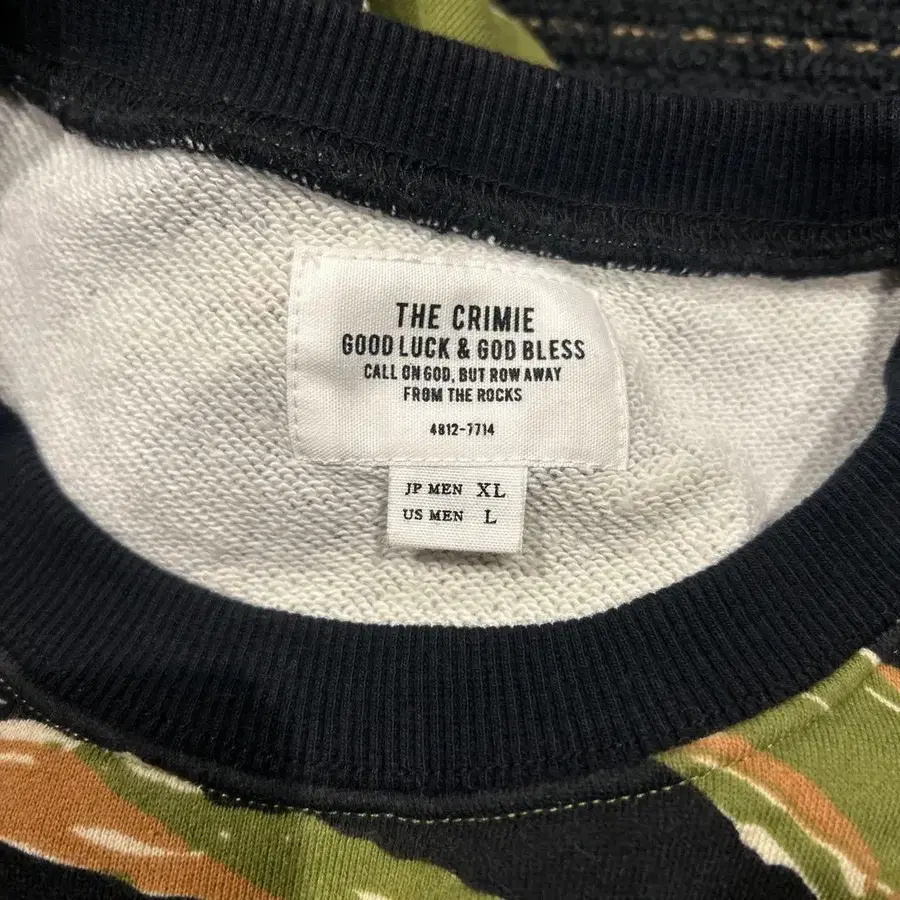 THE CRIMIE
GOOD LUCK & GOD BLESS
CALL ON GOD, BUT ROW AWAY
FROM THE ROCKS
4812-7714
JP MEN XL
US MEN L